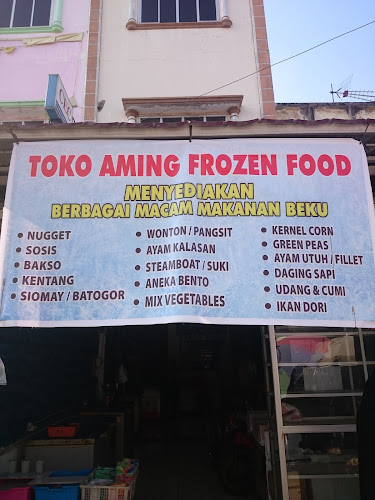 TOKO AMING FROZEN FOOD
MENYEDIAKAN
BERBAGAI MACAM MAKANAN BEKU
• NUGGET
• SOSIS
• BAKSO
• KENTANG
• SIOMAY / BATOGOR
• WONTON / PANGSIT
• AYAM KALASAN
• STEAMBOAT / SUKI
• ANEKA BENTO
• MIX VEGETABLES
• KERNEL CORN
• GREEN PEAS
• AYAM UTUH / FILLET
• DAGING SAPI
• UDANG & CUMI
• IKAN DORI